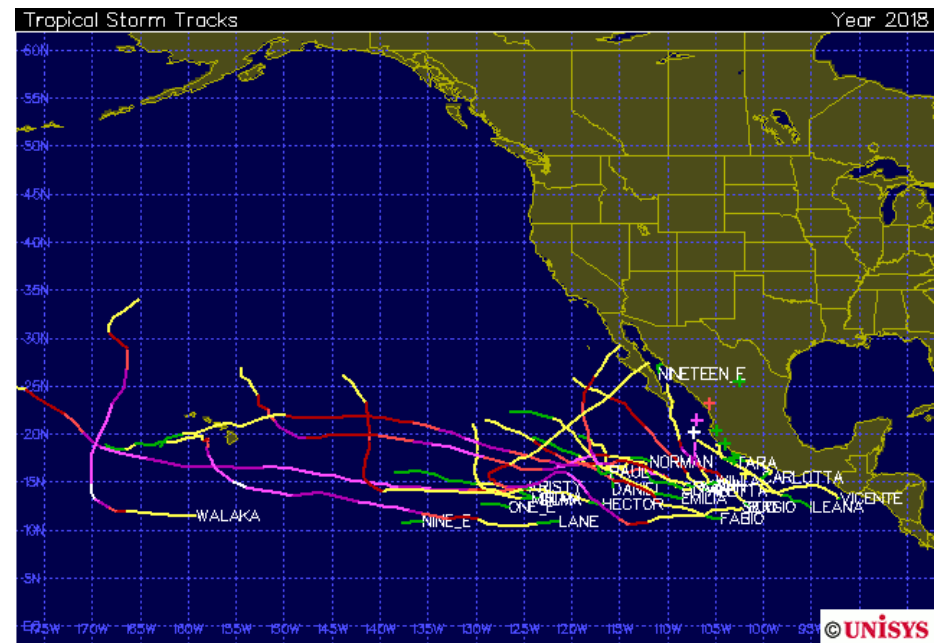 Tropical Storm Tracks Year 2018
60N
55N
50N
45N
40N
35N
30N
25N
NINETEEN_E
20N
NORMAN
TARA
PAUL
CARLOTTA
15N
EMILIA
VICENTE
HECTOR
ONE_E
ILEANA
WALAKA
FABIO
10N
NINE_E
LANE
5N
EQ
175W 170W 165W 160W 155W 150W 145W 140W 135W 130W 125W 120W 115W 110W 105W 100W
© UNISYS